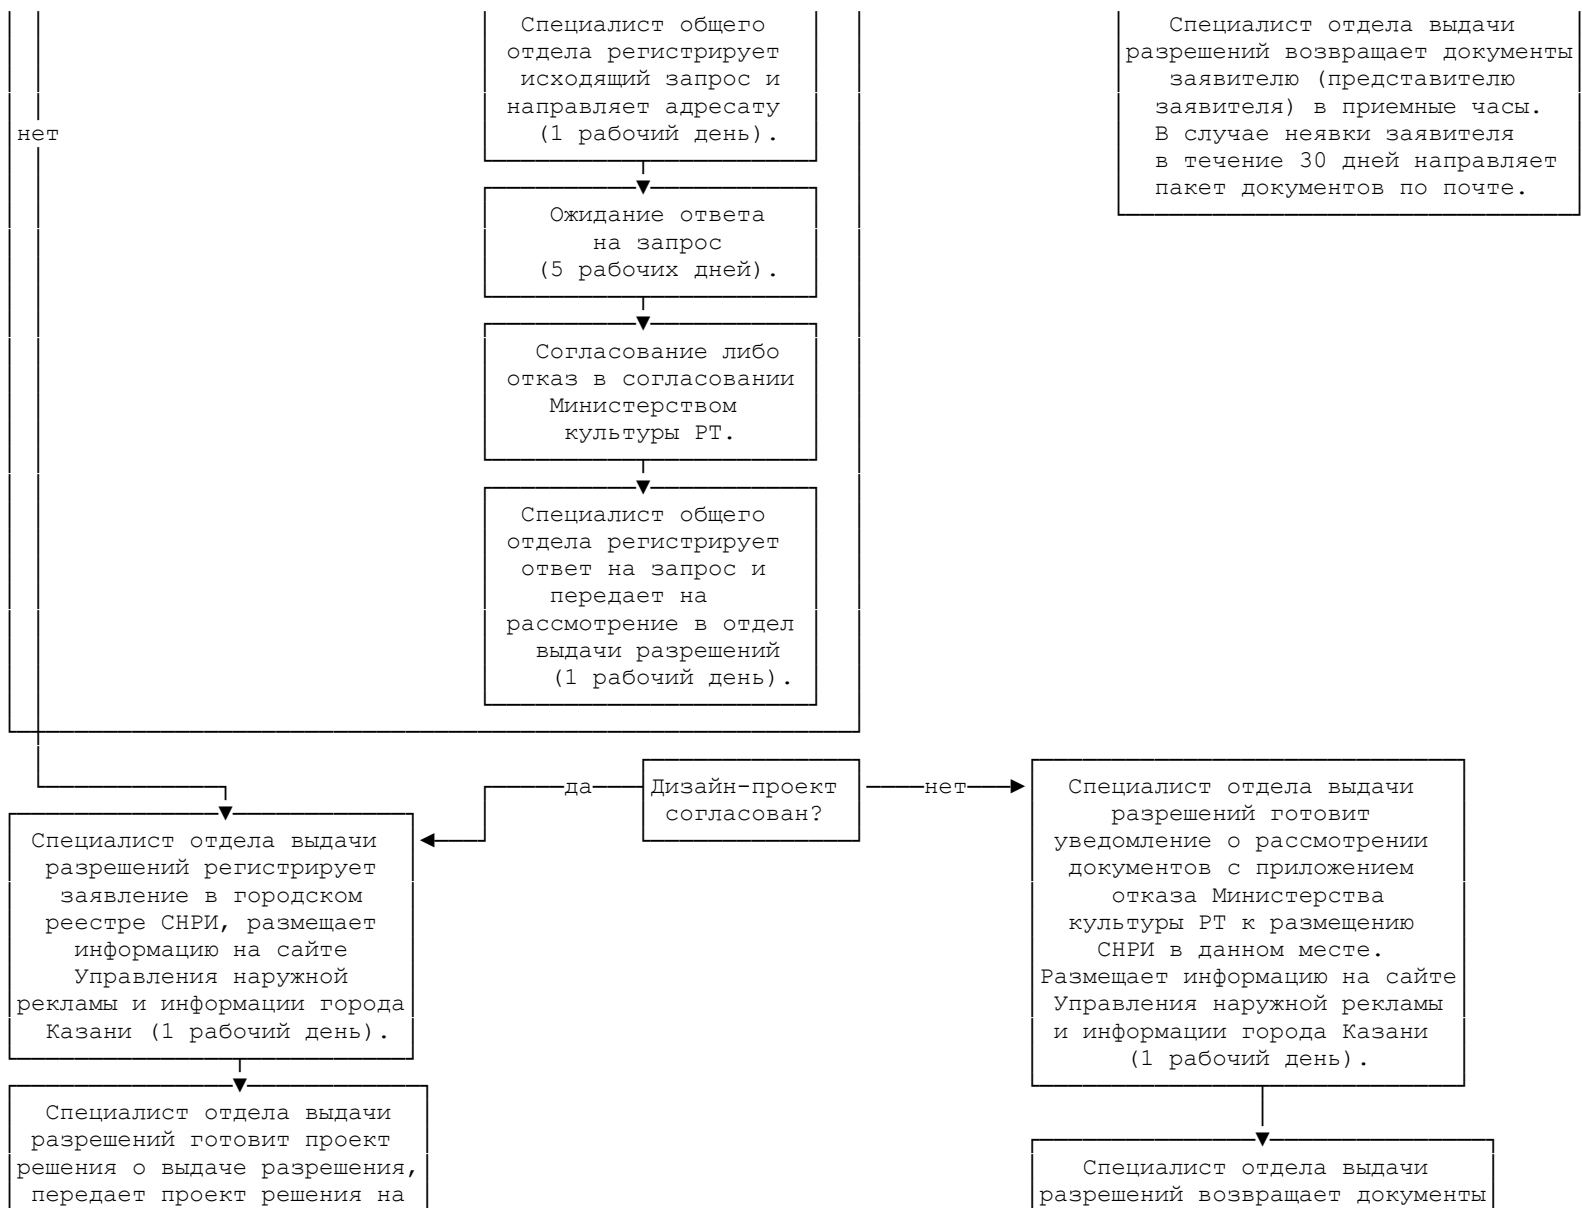 Специалист общего
отдела регистрирует
исходящий запрос и
направляет адресату
(1 рабочий день).
Специалист отдела выдачи
разрешений возвращает документы
заявителю (представителю
заявителя) в приемные часы.
В случае неявки заявителя
в течение 30 дней направляет
пакет документов по почте.
нет
Ожидание ответа
на запрос
(5 рабочих дней).
Согласование либо
отказ в согласовании
Министерством
культуры РТ.
Специалист общего
отдела регистрирует
ответ на запрос и
передает на
рассмотрение в отдел
выдачи разрешений
(1 рабочий день).
да
Дизайн-проект
согласован?
нет
Специалист отдела выдачи
разрешений регистрирует
заявление в городском
реестре СНРИ, размещает
информацию на сайте
Управления наружной
рекламы и информации города
Казани (1 рабочий день).
Специалист отдела выдачи
разрешений готовит
уведомление о рассмотрении
документов с приложением
отказа Министерства
культуры РТ к размещению
СНРИ в данном месте.
Размещает информацию на сайте
Управления наружной рекламы
и информации города Казани
(1 рабочий день).
Специалист отдела выдачи
разрешений готовит проект
решения о выдаче разрешения,
передает проект решения на
Специалист отдела выдачи
разрешений возвращает документы